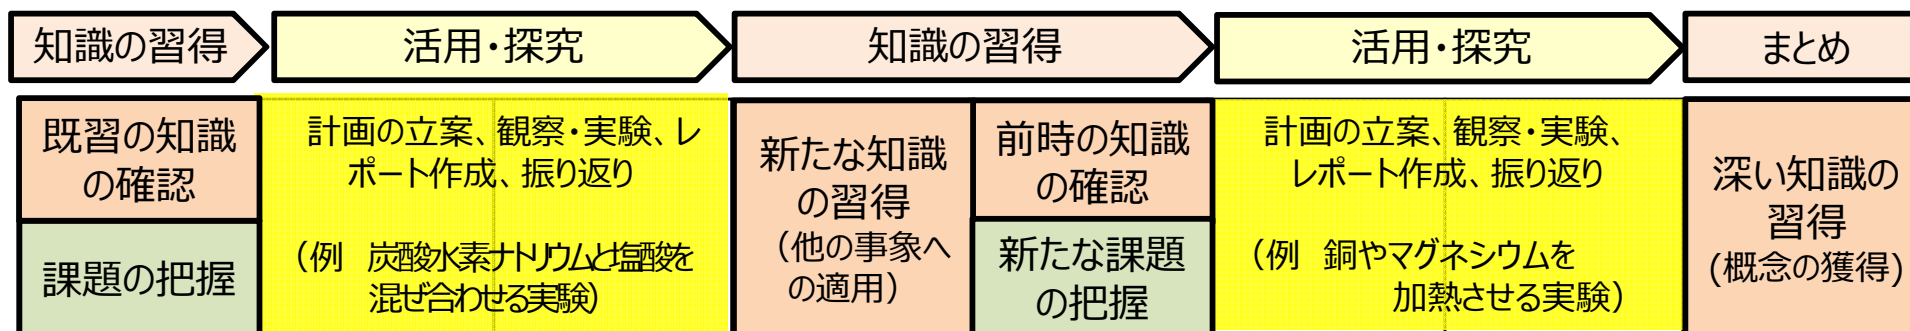 知識の習得
活用・探究
知識の習得
活用・探究
まとめ
既習の知識
の確認
課題の把握
計画の立案、観察・実験、レ
ポート作成、振り返り
（例　炭酸水素ナトリウムと塩酸を
混ぜ合わせる実験）
新たな知識
の習得
（他の事象へ
の適用）
前時の知識
の確認
新たな課題
の把握
計画の立案、観察・実験、
レポート作成、振り返り
（例　銅やマグネシウムを
加熱させる実験）
深い知識の
習得
(概念の獲得)